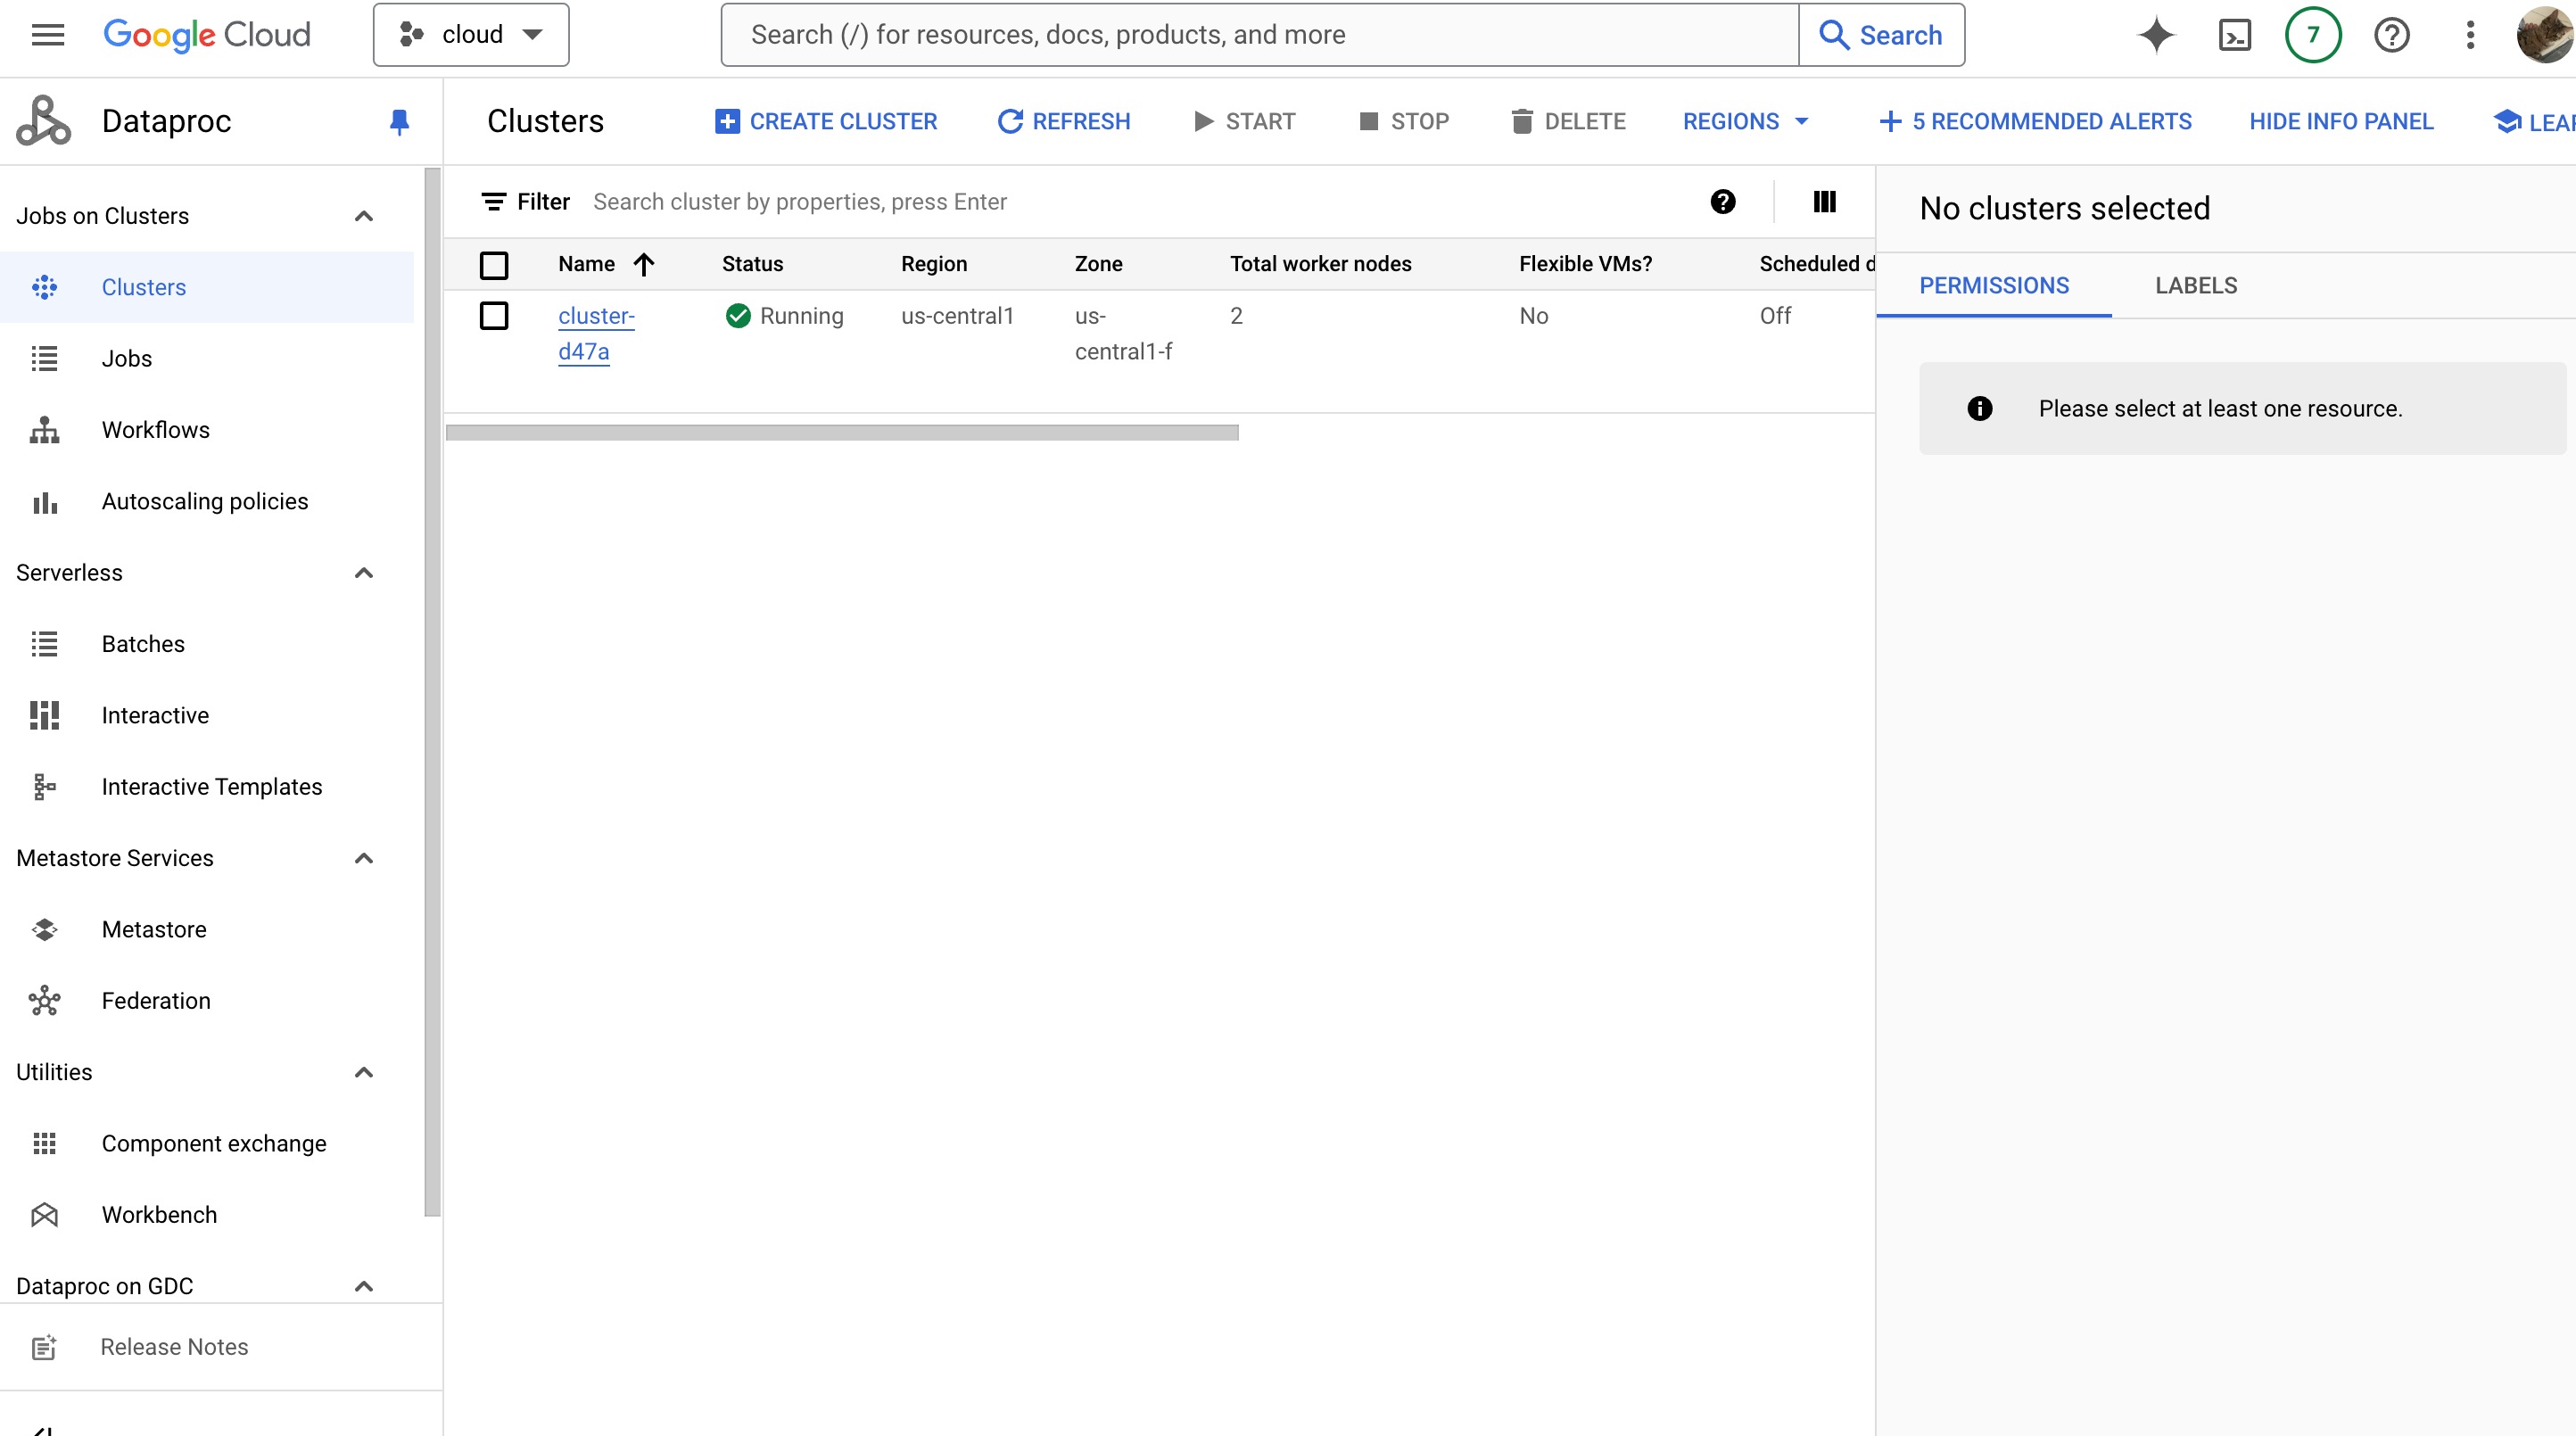 Google Cloud
cloud
Search (/) for resources, docs, products, and more
Search
7
Dataproc
Clusters
CREATE CLUSTER
REFRESH
START
STOP
DELETE
REGIONS
5 RECOMMENDED ALERTS
HIDE INFO PANEL
LEAR
Jobs on Clusters
Clusters
Jobs
Workflows
Autoscaling policies
Serverless
Batches
Interactive
Interactive Templates
Metastore Services
Metastore
Federation
Utilities
Component exchange
Workbench
Dataproc on GDC
Release Notes
Filter Search cluster by properties, press Enter
Name Status Region Zone Total worker nodes Flexible VMs? Scheduled d
cluster- Running us-central1 us- 2 No Off
d47a central1-f
No clusters selected
PERMISSIONS LABELS
Please select at least one resource.